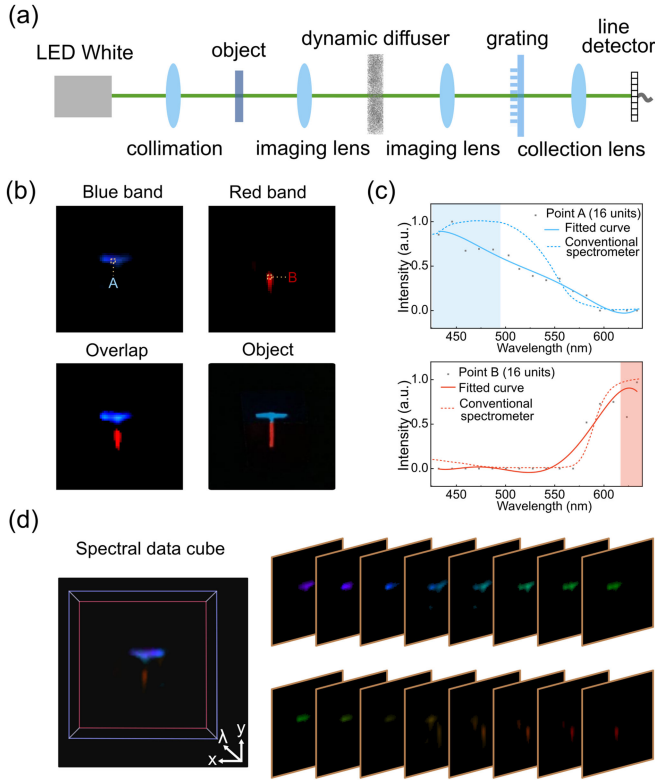 (a)
LED White
object
dynamic diffuser
grating
line
detector
collimation
imaging lens
imaging lens
collection lens
(b)
Blue band
Red band
A
B
Overlap
Object
(c)
Intensity (a.u.)
1.0
0.5
0.0
Point A (16 units)
Fitted curve
Conventional
spectrometer
450 500 550 600
Wavelength (nm)
Intensity (a.u.)
1.0
0.5
0.0
Point B (16 units)
Fitted curve
Conventional
spectrometer
450 500 550 600
Wavelength (nm)
(d)
Spectral data cube
λ
y
x